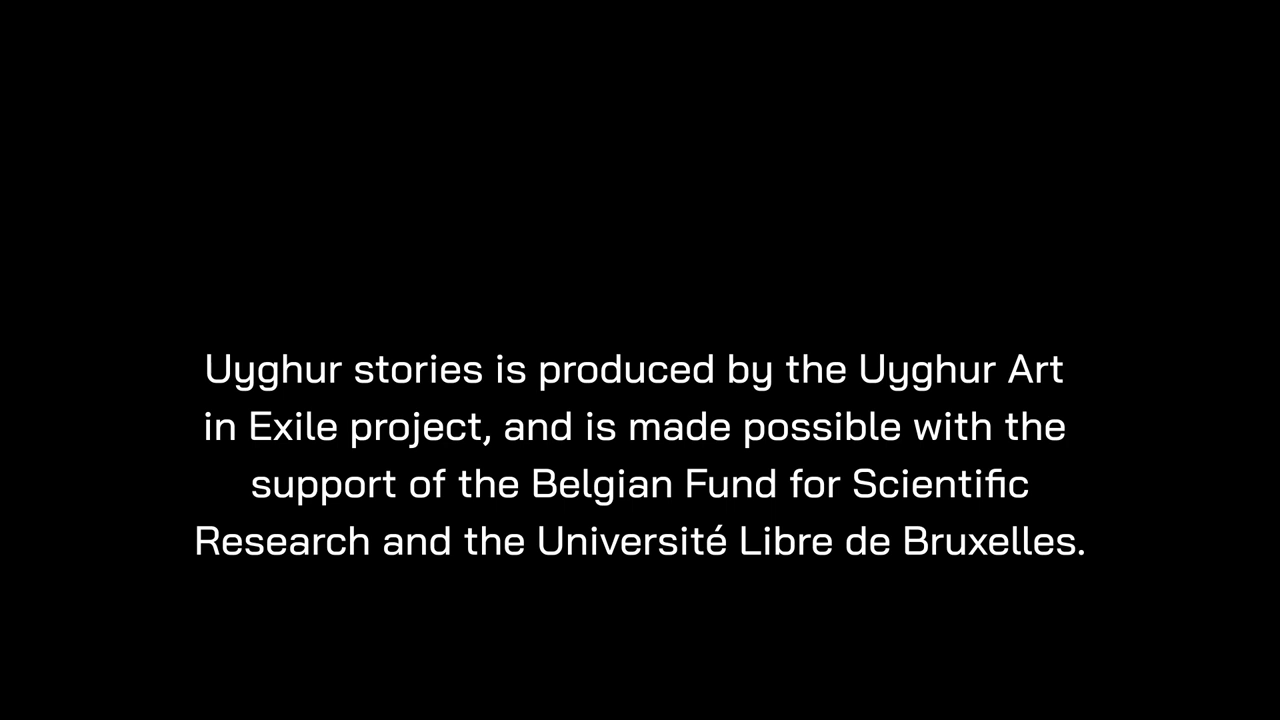 Uyghur stories is produced by the Uyghur Art
in Exile project, and is made possible with the
support of the Belgian Fund for Scientific
Research and the Université Libre de Bruxelles.